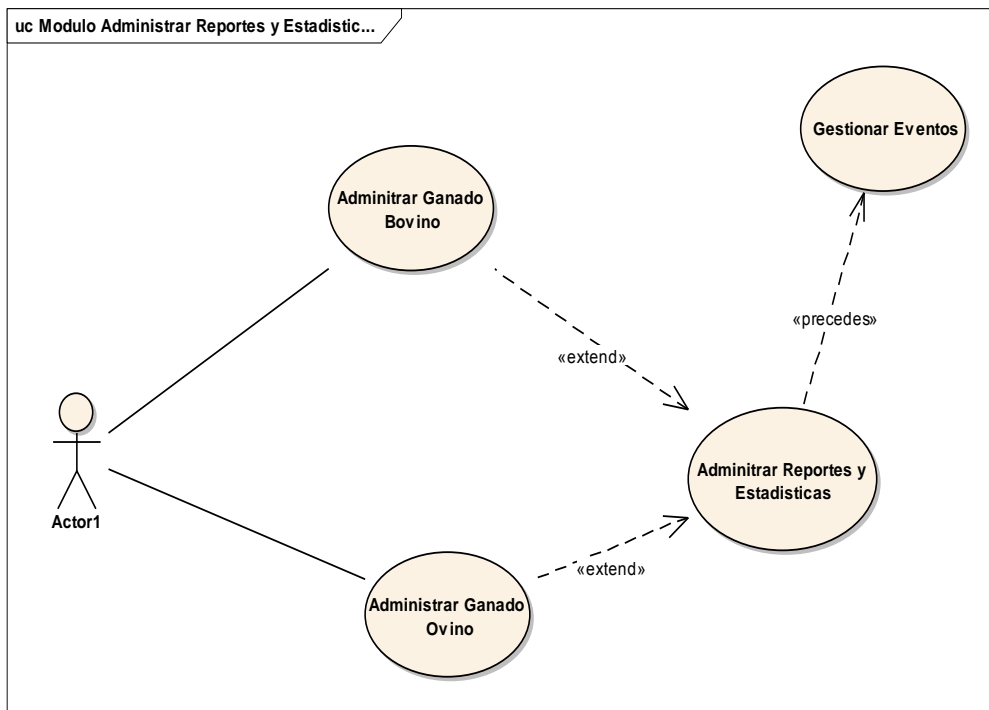 uc Modulo Administrar Reportes y Estadistic...
Gestionar Eventos
Adminitrar Ganado
Bovino
«precedes»
«extend»
Adminitrar Reportes y
Estadisticas
Actor1
«extend»
Administrar Ganado
Ovino